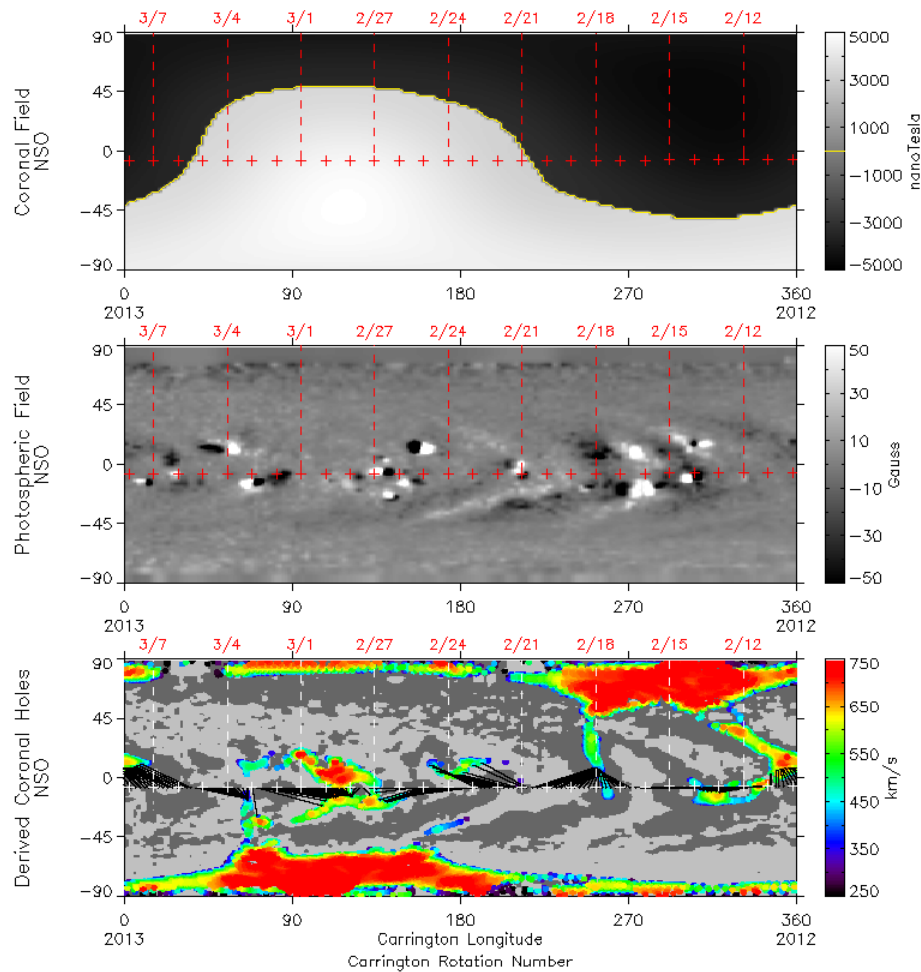 3/7 3/4 3/1 2/27 2/24 2/21 2/18 2/15 2/12
Coronal Field
NSO
90
45
0
-45
-90
0 90 180 270 360
2013 2012
5000
3000
1000
-1000
-3000
-5000
nanoTesla
3/7 3/4 3/1 2/27 2/24 2/21 2/18 2/15 2/12
Photospheric Field
NSO
90
45
0
-45
-90
0 90 180 270 360
2013 2012
50
30
10
-10
-30
-50
Gauss
3/7 3/4 3/1 2/27 2/24 2/21 2/18 2/15 2/12
Derived Coronal Holes
NSO
90
45
0
-45
-90
0 90 180 270 360
2013 2012
750
650
550
450
350
250
km/s
Carrington Longitude
Carrington Rotation Number